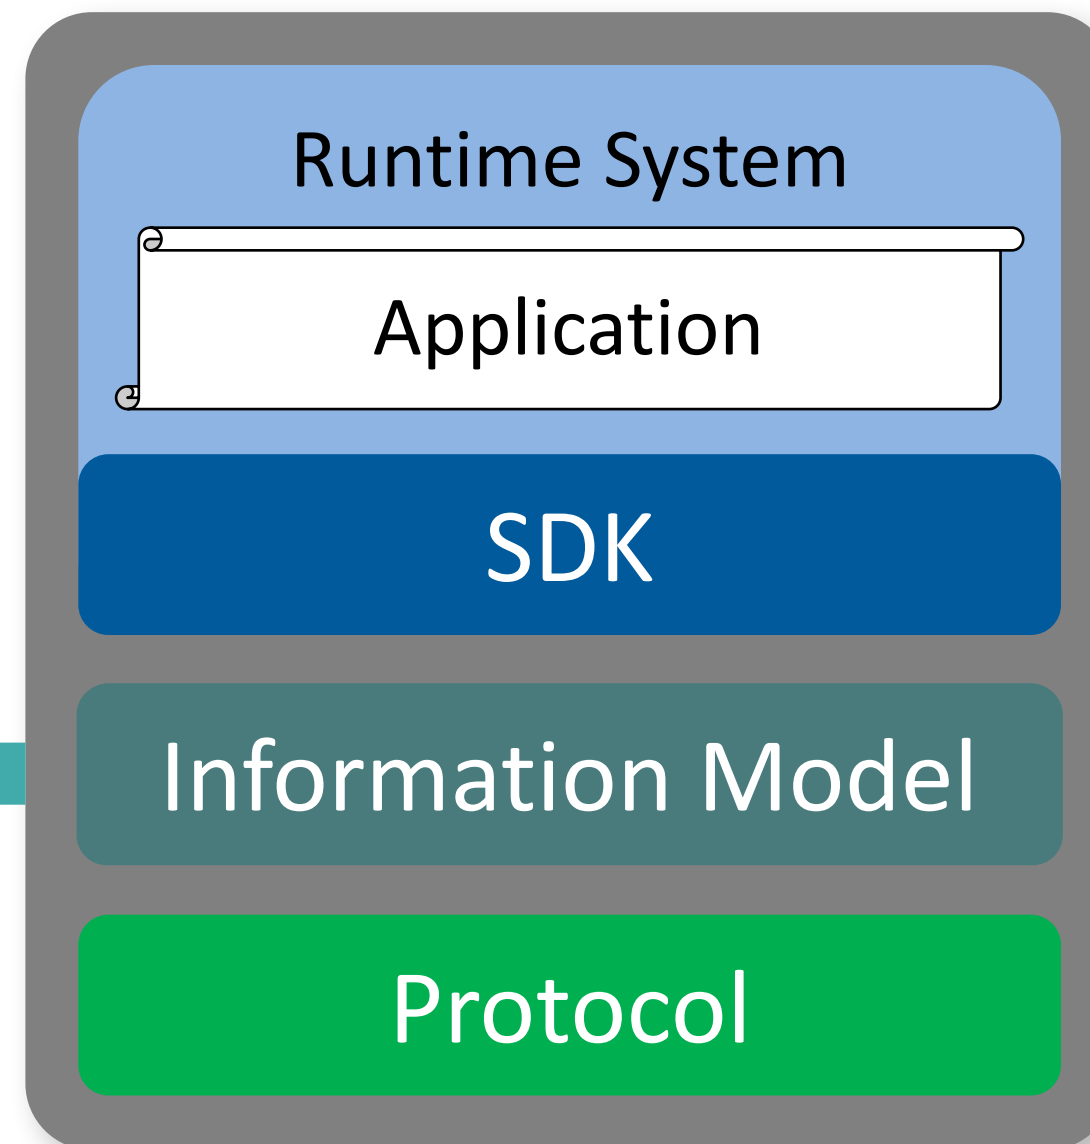 Runtime System
Application
SDK
Information Model
Protocol